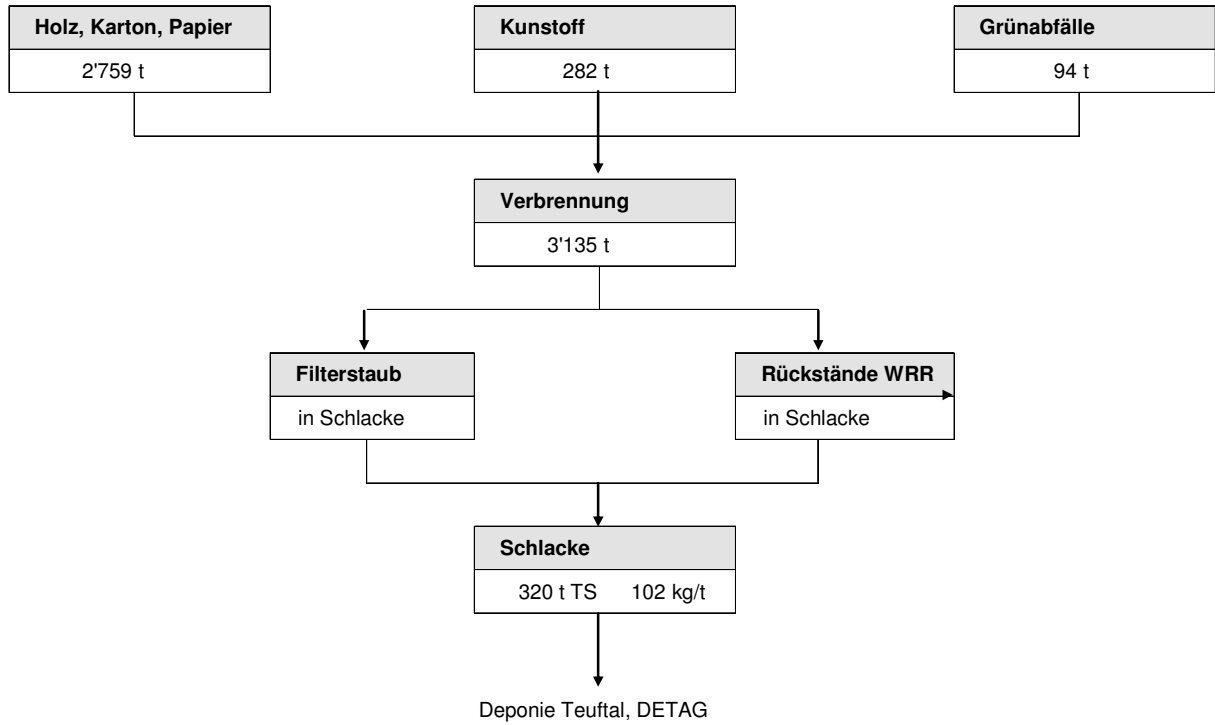 Holz, Karton, Papier
2'759 t
Kunstoff
282 t
Grünabfälle
94 t
Verbrennung
3'135 t
Filterstaub
in Schlacke
Rückstände WRR
in Schlacke
Schlacke
320 t TS 102 kg/t
Deponie Teuftal, DETAG